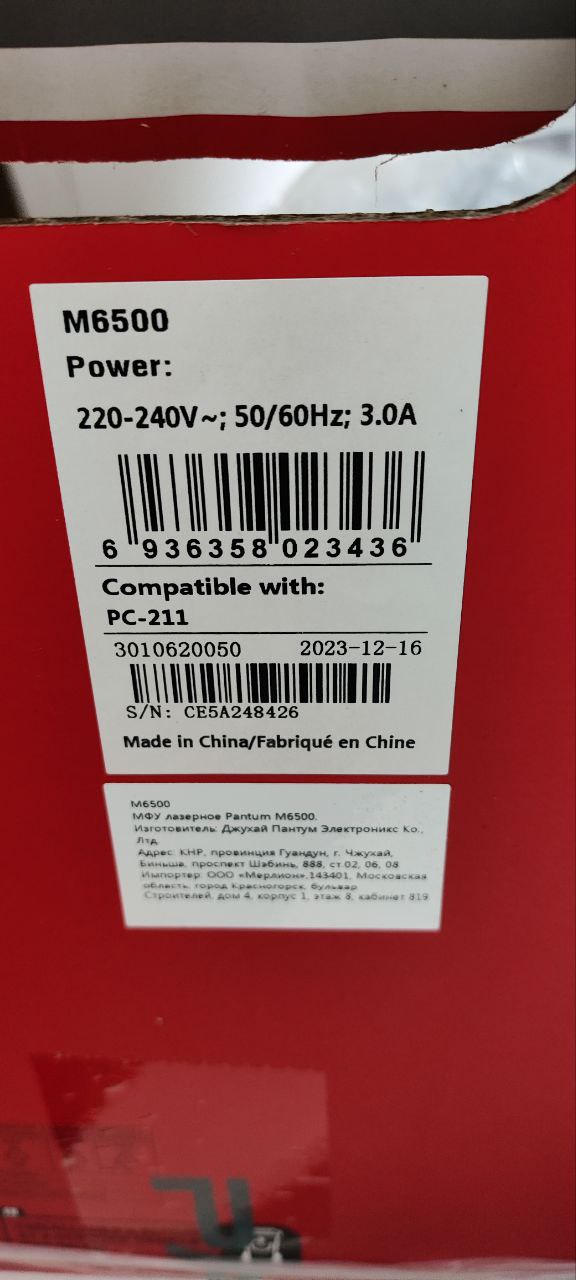 M6500
Power:
220-240V~; 50/60Hz; 3.0A
6 936358 023436
Compatible with:
PC-211
3010620050 2023-12-16
S/N: CE5A248426
Made in China/Fabriqué en Chine
M6500
МФУ лазерное Pantum M6500.
Изготовитель: Джухай Пантум Электроникс Ко.,
Лтд.
Адрес: КНР, провинция Гуандун, г. Чжухай,
Биньша, проспект Шэбинь, 888, ст.02, 06, 08
Импортер: ООО «Мерлион»,143401, Московская
область, город Красногорск, бульвар
Строителей, дом 4, корпус 1, этаж 8, кабинет 819